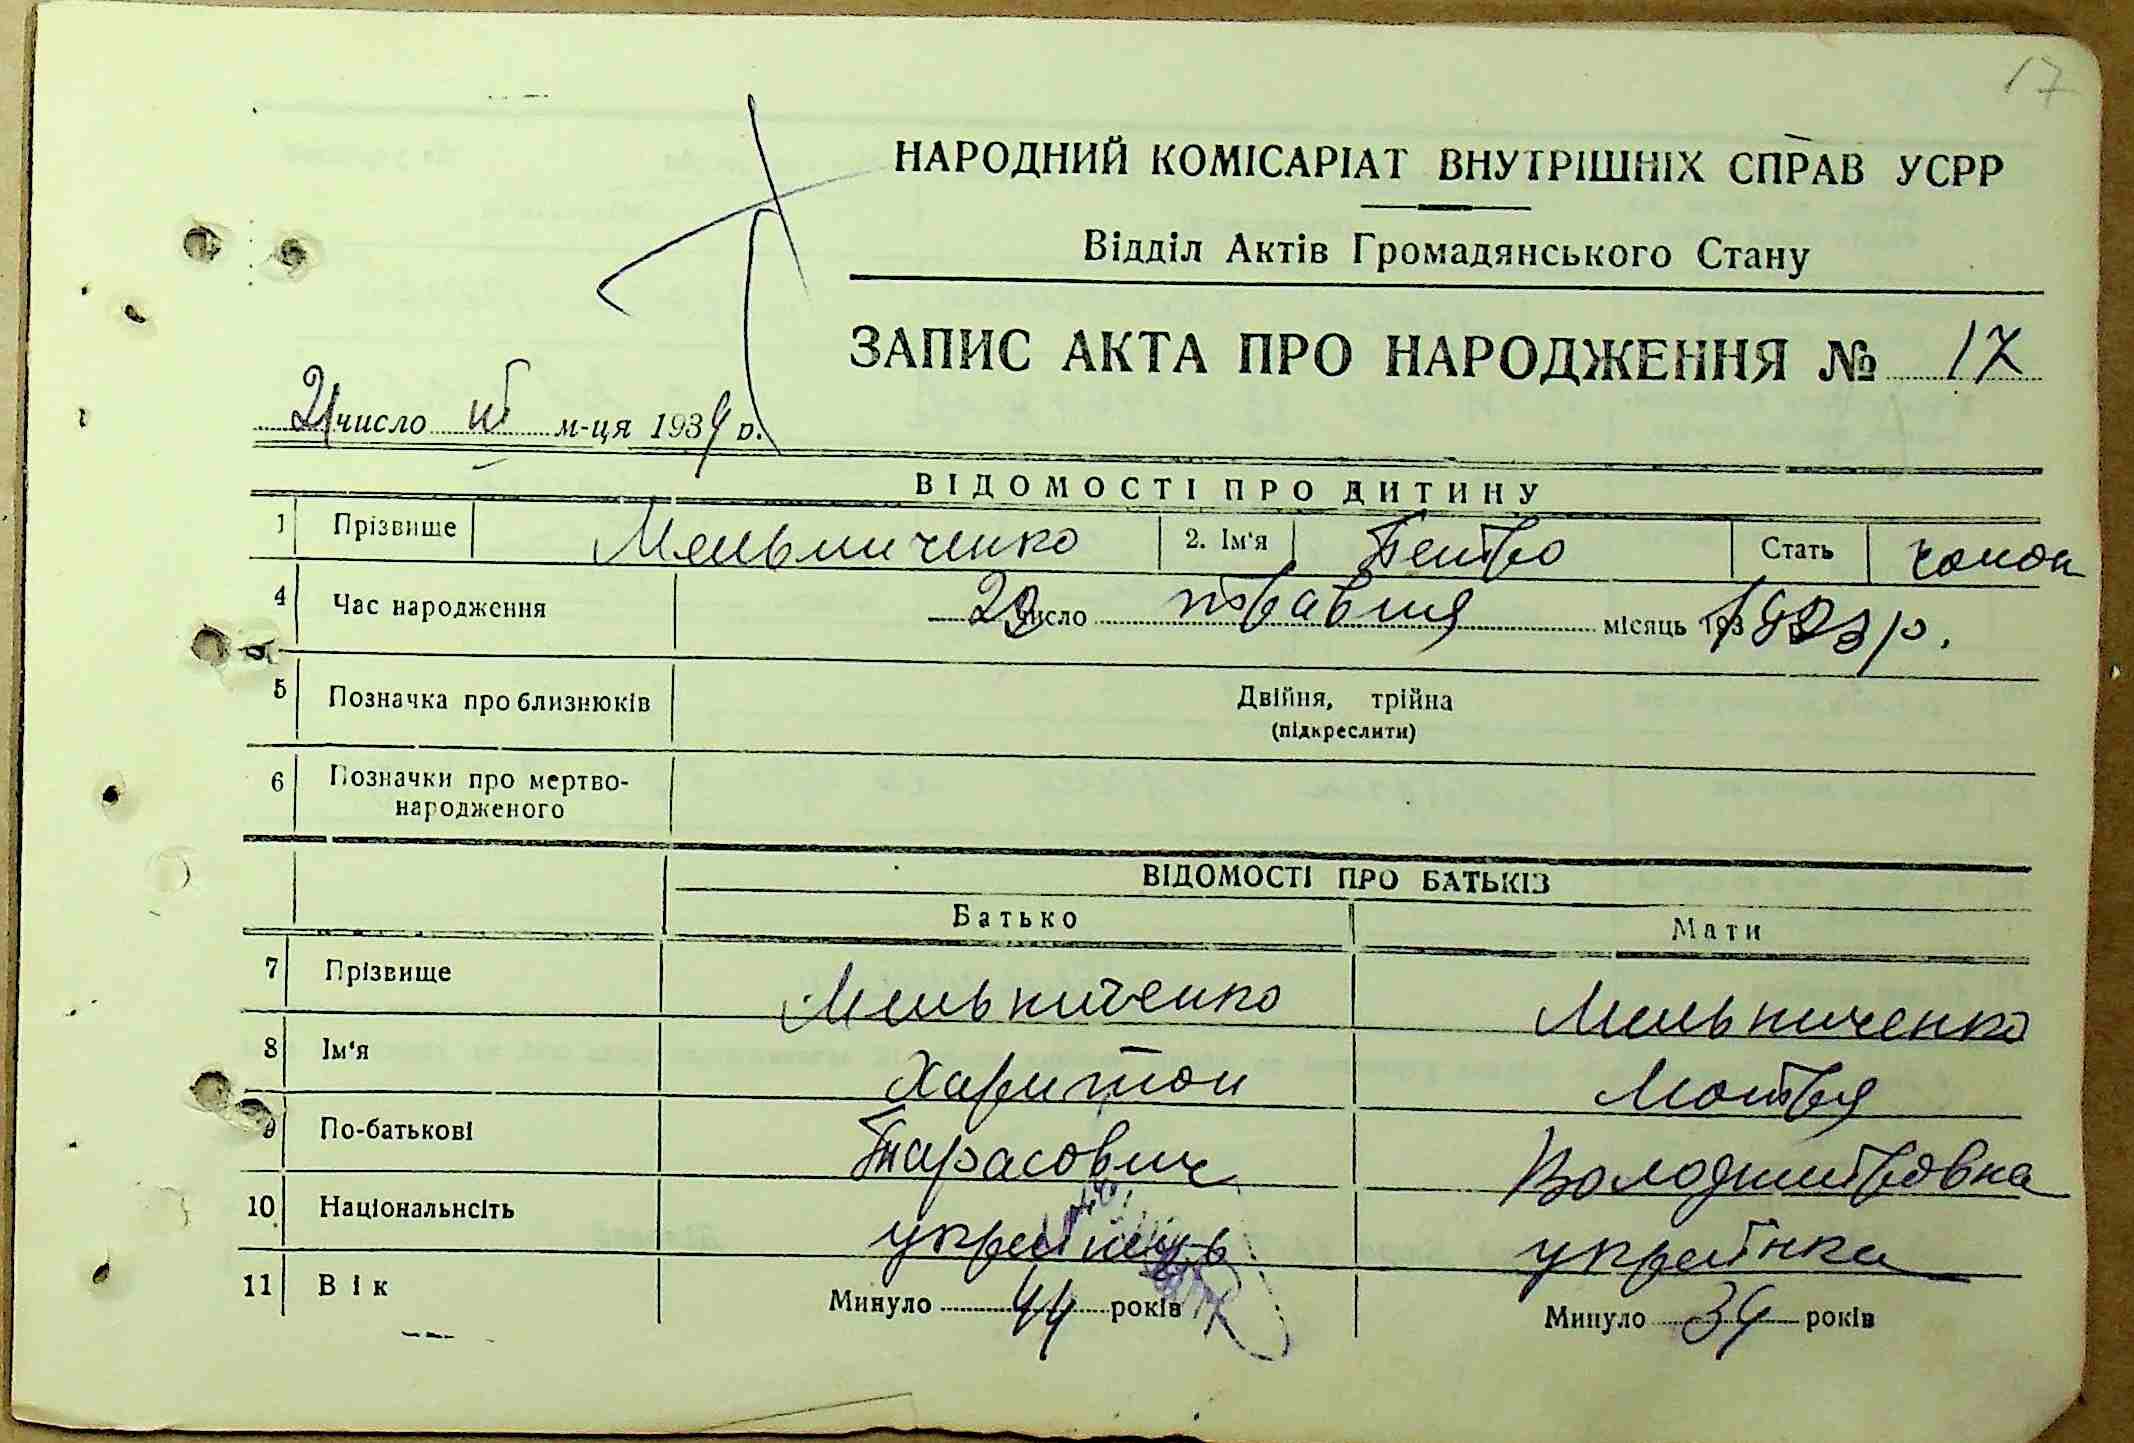 17
НАРОДНИЙ КОМІСАРІАТ ВНУТРІШНІХ СПРАВ УСРР
Відділ Актів Громадянського Стану
ЗАПИС АКТА ПРО НАРОДЖЕННЯ № 17
21 число м-ця 1934 р.
ВІДОМОСТІ ПРО ДИТИНУ
1 Прізвище Мельниченко 2. Ім'я Петро Стать чолов
4 Час народження число травня місяць 193 1923 р.
5 Позначка про близнюків Двійня, трійна
(підкреслити)
6 Позначки про мертво-
народженого
ВІДОМОСТІ ПРО БАТЬКІВ
Батько Мати
7 Прізвище Мельниченко Мельниченко
8 Ім'я Харитон Мотря
9 По-батькові Тарасович Володимировна
10 Національнсіть українець українка
11 Вік Минуло 44 років Минуло 34 років